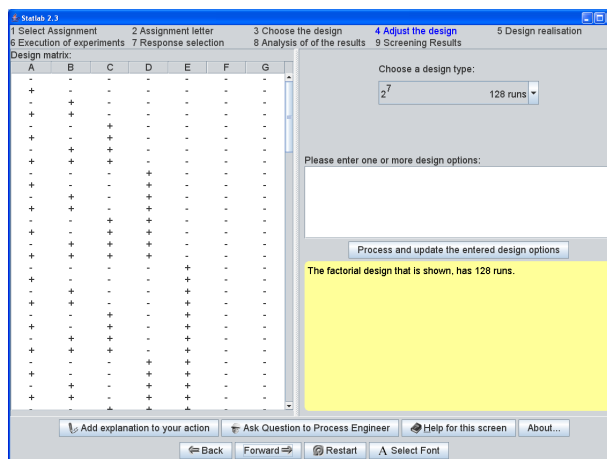 Statlab 2.3
1 Select Assignment 2 Assignment letter 3 Choose the design 4 Adjust the design 5 Design realisation
6 Execution of experiments 7 Response selection 8 Analysis of of the results 9 Screening Results
Design matrix:
A B C D E F G
- - - - - - -
+ - - - - - -
- + - - - - -
+ + - - - - -
- - + - - - -
+ - + - - - -
- + + - - - -
+ + + - - - -
- - - + - - -
+ - - + - - -
- + - + - - -
+ + - + - - -
- - + + - - -
+ - + + - - -
- + + + - - -
+ + + + - - -
- - - - + - -
+ - - - + - -
- + - - + - -
+ + - - + - -
- - + - + - -
+ - + - + - -
- + + - + - -
+ + + - + - -
- - - + + - -
+ - - + + - -
- + - + + - -
+ + - + + - -
- - + + + - -
Choose a design type:
2^7 128 runs
Please enter one or more design options:
Process and update the entered design options
The factorial design that is shown, has 128 runs.
Add explanation to your action Ask Question to Process Engineer Help for this screen About...
Back Forward Restart A Select Font